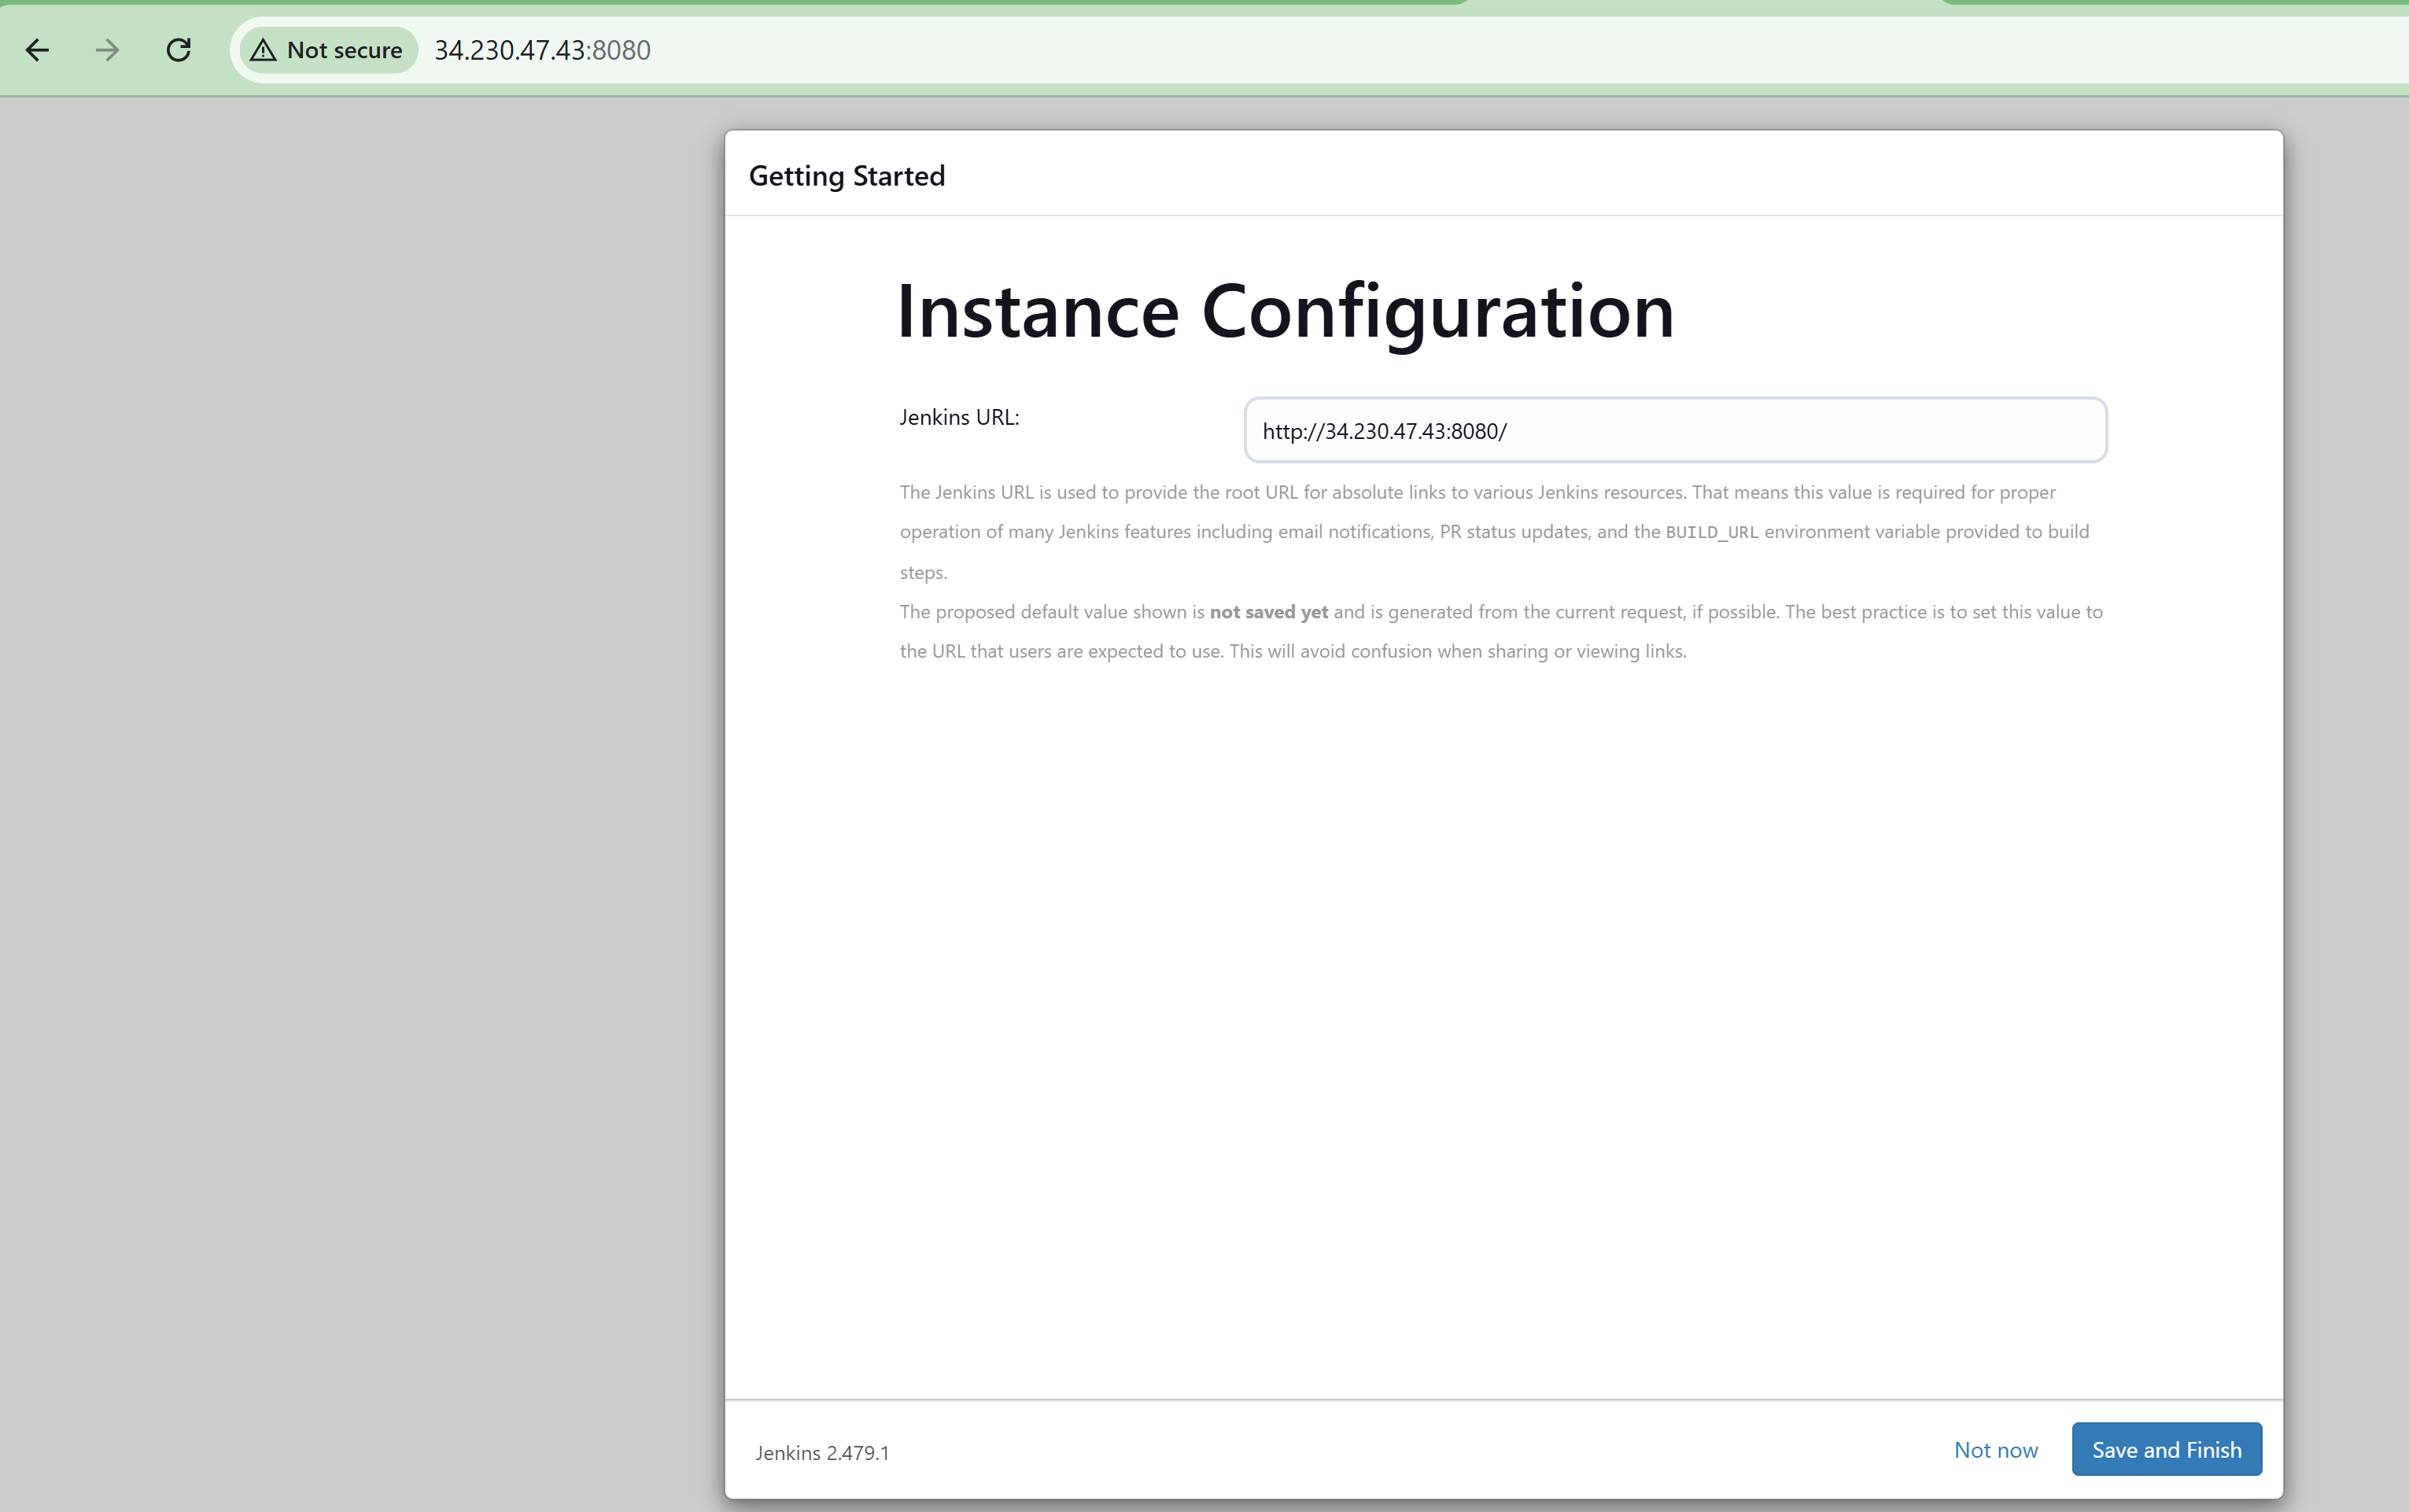 Not secure 34.230.47.43:8080
Getting Started
Instance Configuration
Jenkins URL:
http://34.230.47.43:8080/
The Jenkins URL is used to provide the root URL for absolute links to various Jenkins resources. That means this value is required for proper
operation of many Jenkins features including email notifications, PR status updates, and the BUILD_URL environment variable provided to build
steps.
The proposed default value shown is not saved yet and is generated from the current request, if possible. The best practice is to set this value to
the URL that users are expected to use. This will avoid confusion when sharing or viewing links.
Jenkins 2.479.1
Not now
Save and Finish